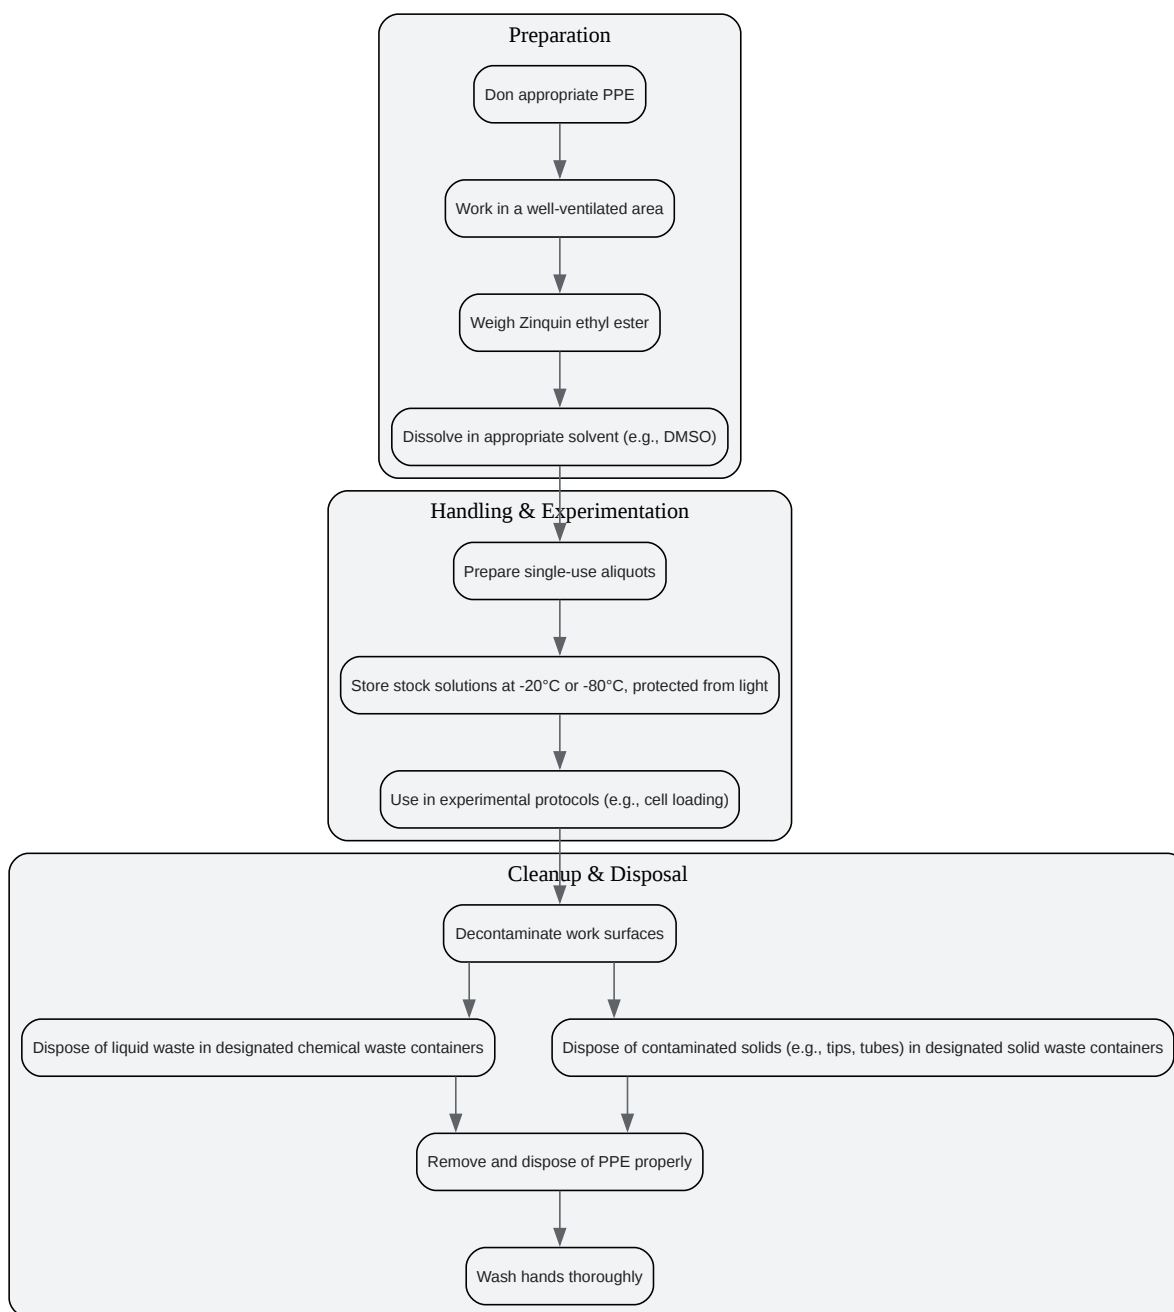 Preparation
Don appropriate PPE
Work in a well-ventilated area
Weigh Zinquin ethyl ester
Dissolve in appropriate solvent (e.g., DMSO)
Handling & Experimentation
Prepare single-use aliquots
Store stock solutions at -20°C or -80°C, protected from light
Use in experimental protocols (e.g., cell loading)
Cleanup & Disposal
Decontaminate work surfaces
Dispose of liquid waste in designated chemical waste containers
Dispose of contaminated solids (e.g., tips, tubes) in designated solid waste containers
Remove and dispose of PPE properly
Wash hands thoroughly